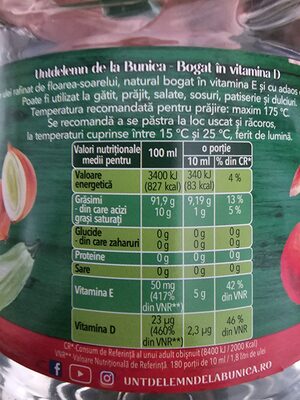 Untdelemn de la Bunica - Bogat în vitamina D
ulei rafinat de floarea-soarelui, natural bogat în vitamina E și cu adaos
Poate fi utilizat la gătit, prăjit, salate, sosuri, patiserie și dulciuri.
Temperatura recomandată pentru prăjire: maxim 175 °C.
Se recomandă a se păstra la loc uscat și răcoros,
la temperaturi cuprinse între 15 °C și 25 °C, ferit de lumină.
Valori nutriționale medii pentru 100 ml o porție 10 ml % din CR*
Valoare energetică 3400 kJ (827 kcal) 340 kJ (83 kcal) 4 %
Grăsimi 91,9 g 9,19 g 13 %
- din care acizi grași saturați 10 g 1 g 5 %
Glucide 0 g 0 g
- din care zaharuri 0 g 0 g
Proteine 0 g 0 g
Sare 0 g 0 g
Vitamina E 50 mg (417% din VNR**) 5 g 42 % din VNR
Vitamina D 23 µg (460% din VNR**) 2,3 µg 46 % din VNR
CR* Consum de Referință al unui adult obișnuit (8400 kJ / 2000 Kcal)
VNR** Valoare Nutrițională de Referință. 180 porții de 10 ml / 1,8 litri de ulei
UNTDELEMNDELABUNICA.RO